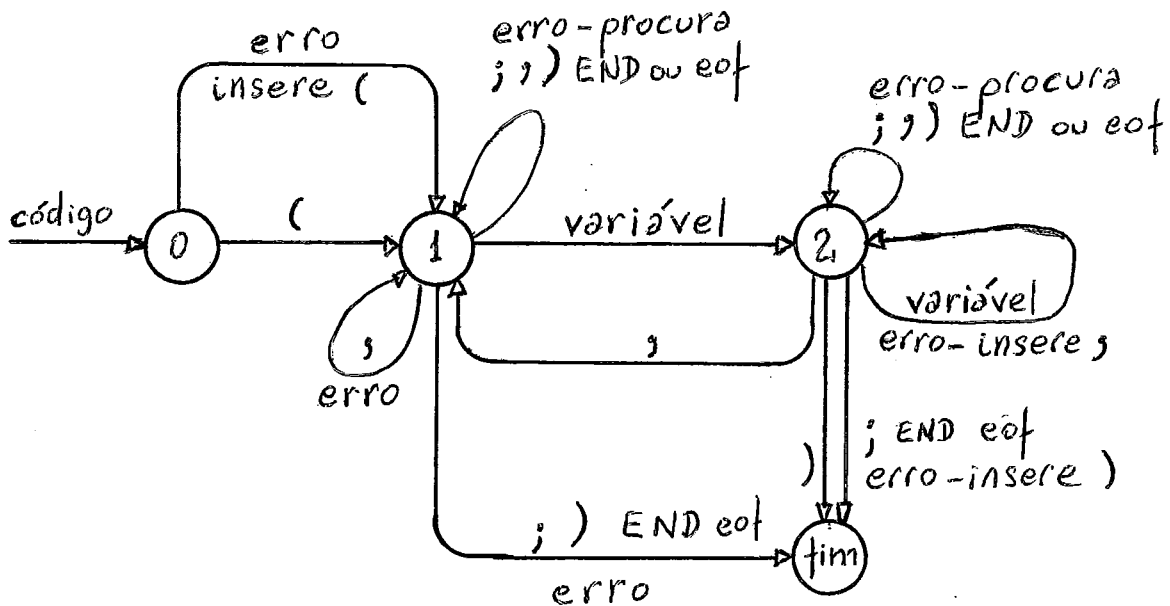 erro
insere (
erro-procura
; , ) END ou eof
erro-procura
; , ) END ou eof
código
0
(
1
variável
2
variável
erro-insere ,
,
erro
,
)
; END eof
erro-insere )
; ) END eof
erro
fim